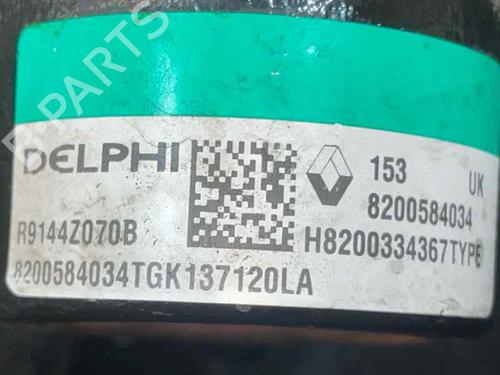 DELPHI
153 UK
8200584034
R9144Z070B
H8200334367TYPE
8200584034TGK137120LA
B-PARTS